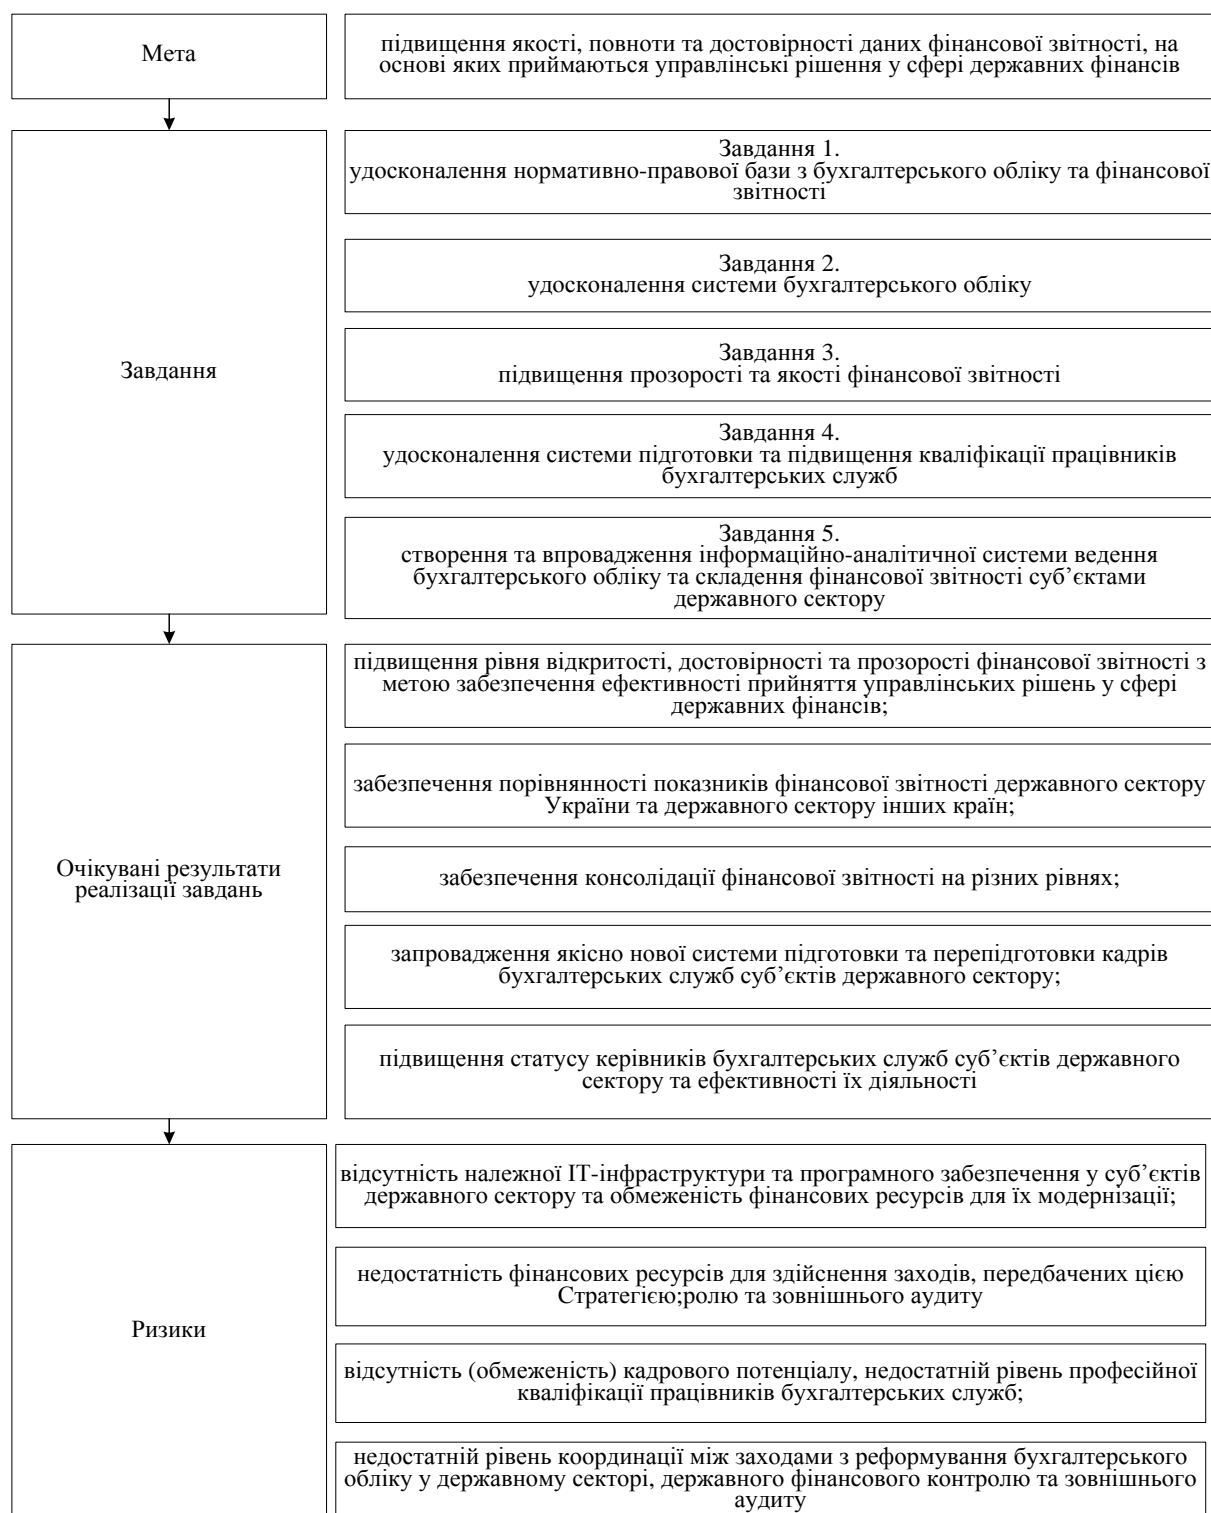 Мета
підвищення якості, повноти та достовірності даних фінансової звітності, на
основі яких приймаються управлінські рішення у сфері державних фінансів
Завдання
Завдання 1.
удосконалення нормативно-правової бази з бухгалтерського обліку та фінансової
звітності
Завдання 2.
удосконалення системи бухгалтерського обліку
Завдання 3.
підвищення прозорості та якості фінансової звітності
Завдання 4.
удосконалення системи підготовки та підвищення кваліфікації працівників
бухгалтерських служб
Завдання 5.
створення та впровадження інформаційно-аналітичної системи ведення
бухгалтерського обліку та складення фінансової звітності суб’єктами
державного сектору
Очікувані результати
реалізації завдань
підвищення рівня відкритості, достовірності та прозорості фінансової звітності з
метою забезпечення ефективності прийняття управлінських рішень у сфері
державних фінансів;
забезпечення порівнянності показників фінансової звітності державного сектору
України та державного сектору інших країн;
забезпечення консолідації фінансової звітності на різних рівнях;
запровадження якісно нової системи підготовки та перепідготовки кадрів
бухгалтерських служб суб’єктів державного сектору;
підвищення статусу керівників бухгалтерських служб суб’єктів державного
сектору та ефективності їх діяльності
Ризики
відсутність належної ІТ-інфраструктури та програмного забезпечення у суб’єктів
державного сектору та обмеженість фінансових ресурсів для їх модернізації;
недостатність фінансових ресурсів для здійснення заходів, передбачених цією
Стратегією;ролю та зовнішнього аудиту
відсутність (обмеженість) кадрового потенціалу, недостатній рівень професійної
кваліфікації працівників бухгалтерських служб;
недостатній рівень координації між заходами з реформування бухгалтерського
обліку у державному секторі, державного фінансового контролю та зовнішнього
аудиту